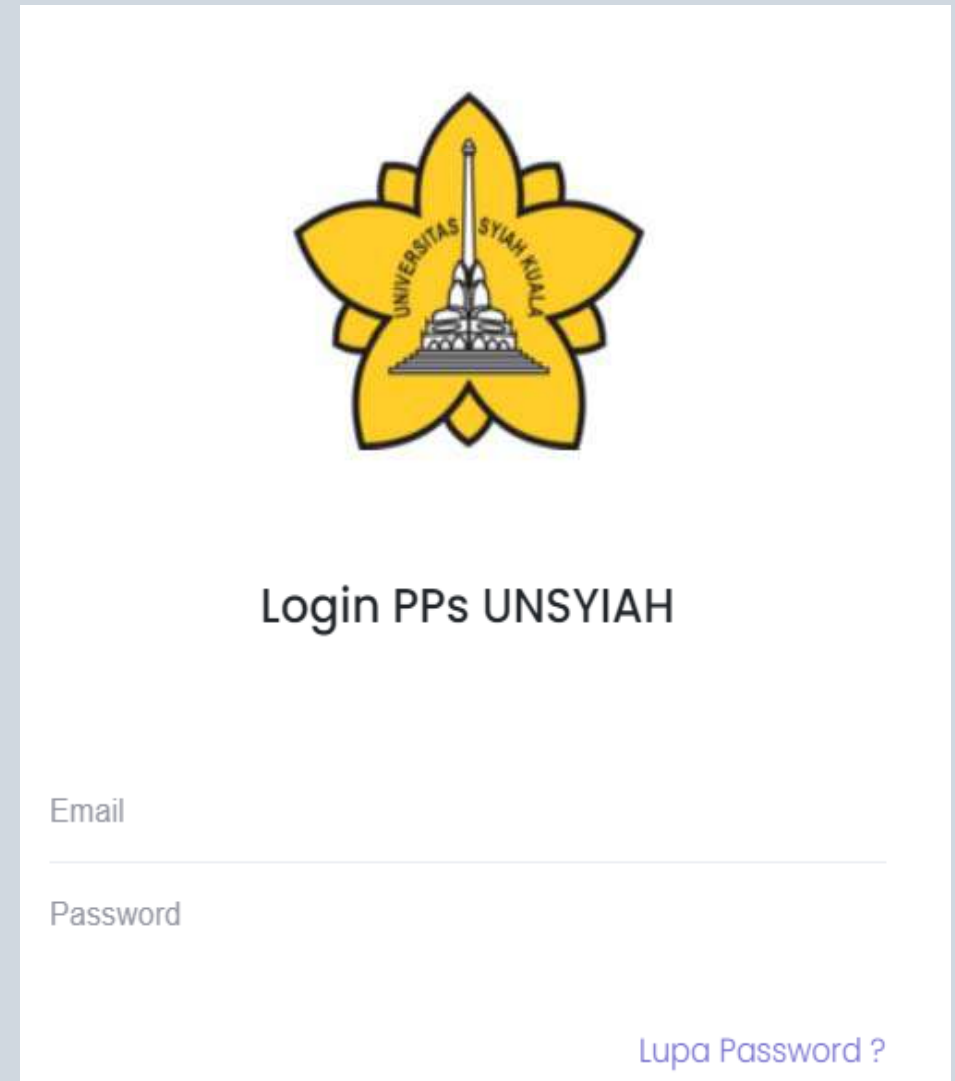 UNIVERSITAS SYIAH KUALA
Login PPs UNSYIAH
Email
Password
Lupa Password ?